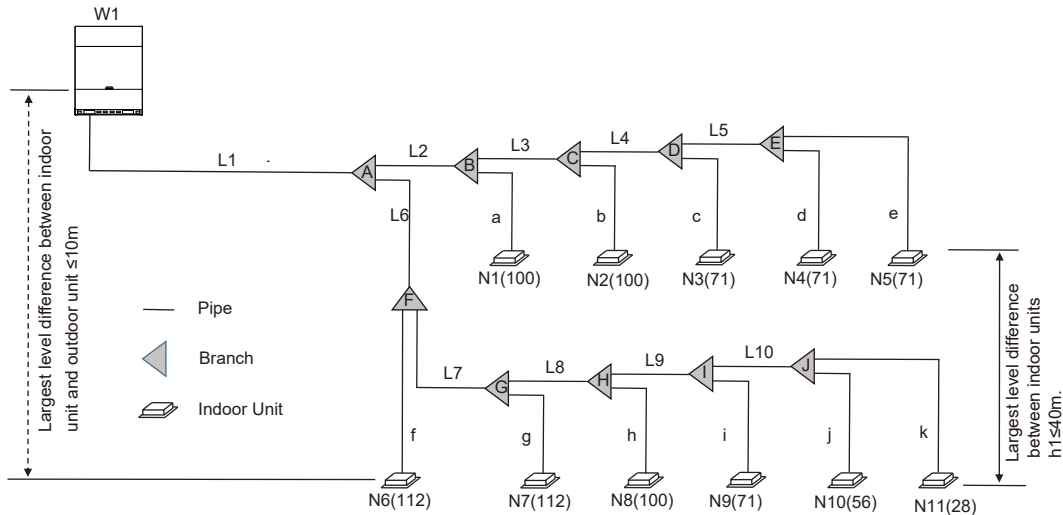 W1
Largest level difference between indoor
unit and outdoor unit ≤10m
L1
A
L2
B
L3
C
L4
D
L5
E
L6
a
b
c
d
e
N1(100)
N2(100)
N3(71)
N4(71)
N5(71)
Pipe
Branch
Indoor Unit
F
L7
G
L8
H
L9
I
L10
J
f
g
h
i
j
k
N6(112)
N7(112)
N8(100)
N9(71)
N10(56)
N11(28)
Largest level difference
between indoor units
h1≤40m.